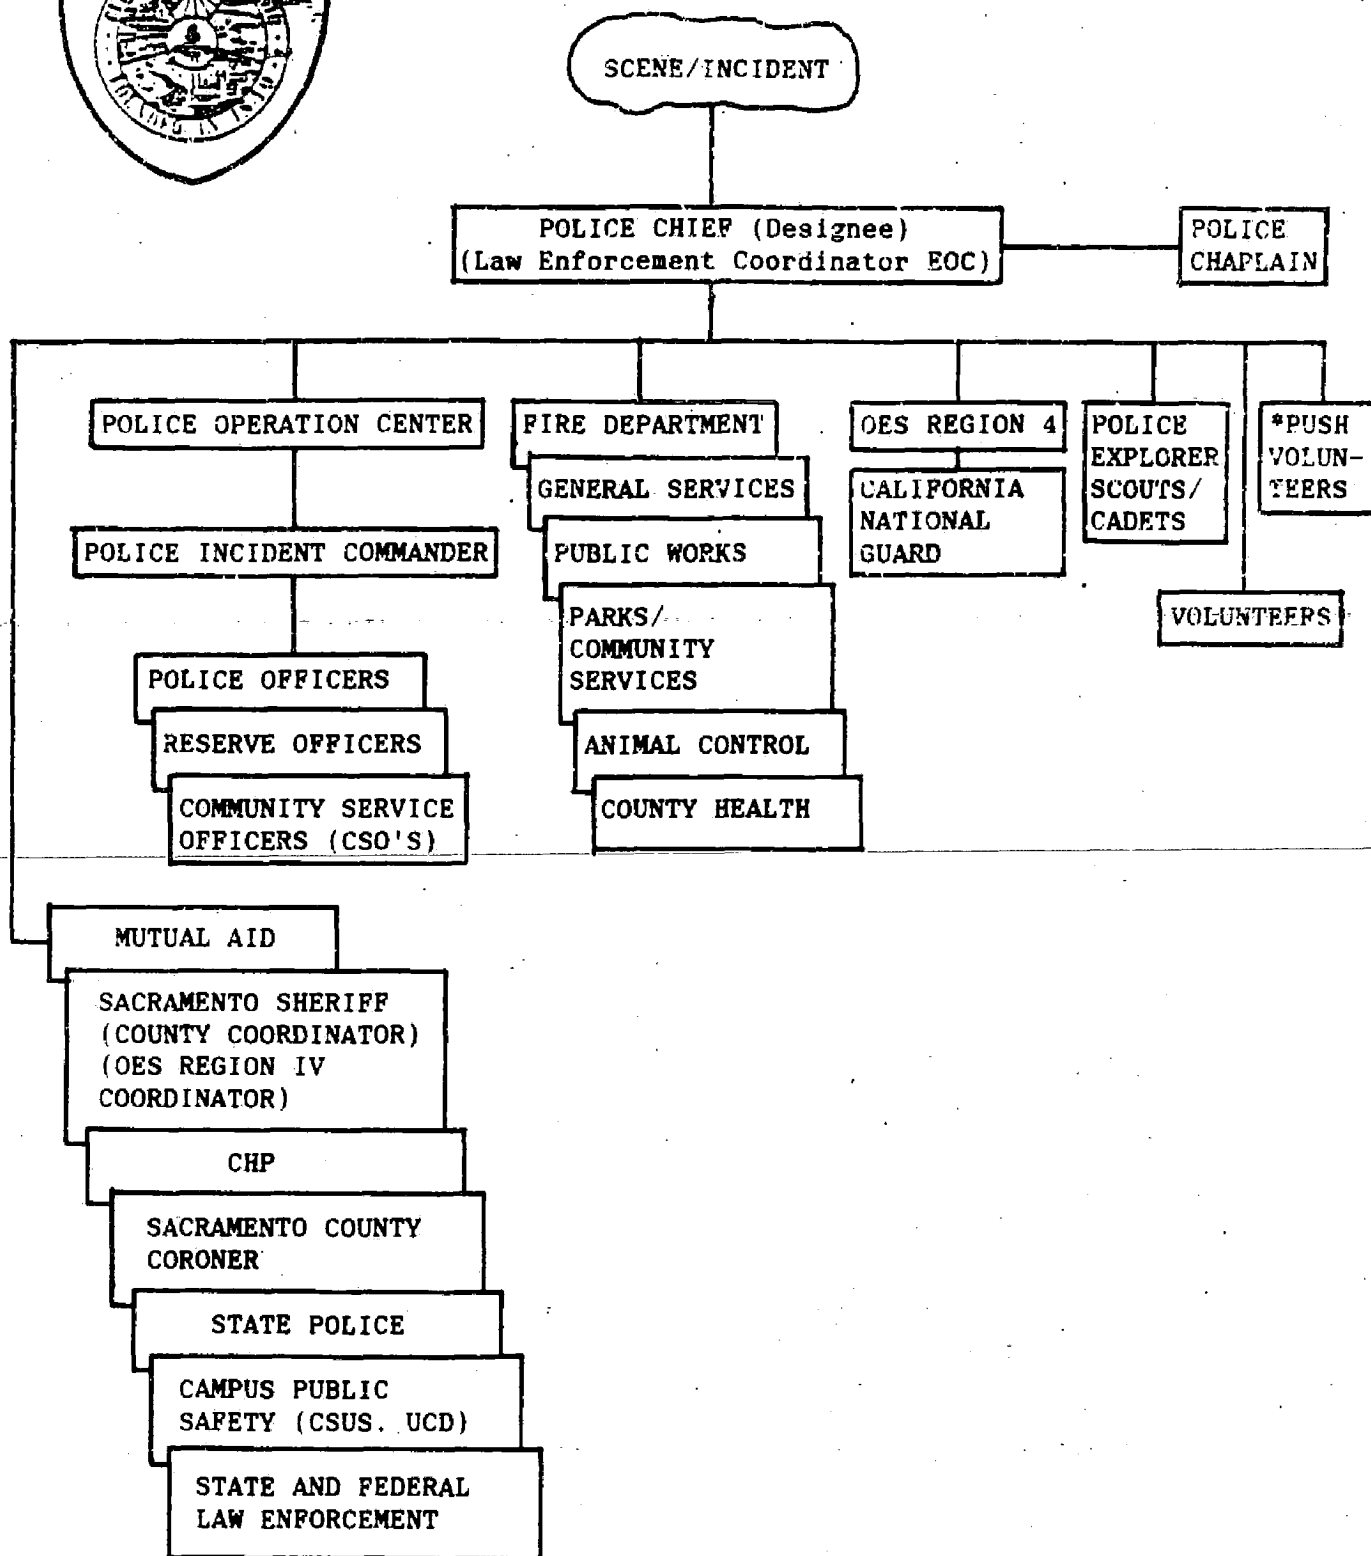 SCENE/INCIDENT
POLICE CHIEF (Designee)
(Law Enforcement Coordinator EOC)
POLICE
CHAPLAIN
POLICE OPERATION CENTER
POLICE INCIDENT COMMANDER
POLICE OFFICERS
RESERVE OFFICERS
COMMUNITY SERVICE
OFFICERS (CSO'S)
FIRE DEPARTMENT
GENERAL SERVICES
PUBLIC WORKS
PARKS/
COMMUNITY
SERVICES
ANIMAL CONTROL
COUNTY HEALTH
OES REGION 4
CALIFORNIA
NATIONAL
GUARD
POLICE
EXPLORER
SCOUTS/
CADETS
VOLUNTEERS
*PUSH
VOLUN-
TEERS
MUTUAL AID
SACRAMENTO SHERIFF
(COUNTY COORDINATOR)
(OES REGION IV
COORDINATOR)
CHP
SACRAMENTO COUNTY
CORONER
STATE POLICE
CAMPUS PUBLIC
SAFETY (CSUS. UCD)
STATE AND FEDERAL
LAW ENFORCEMENT